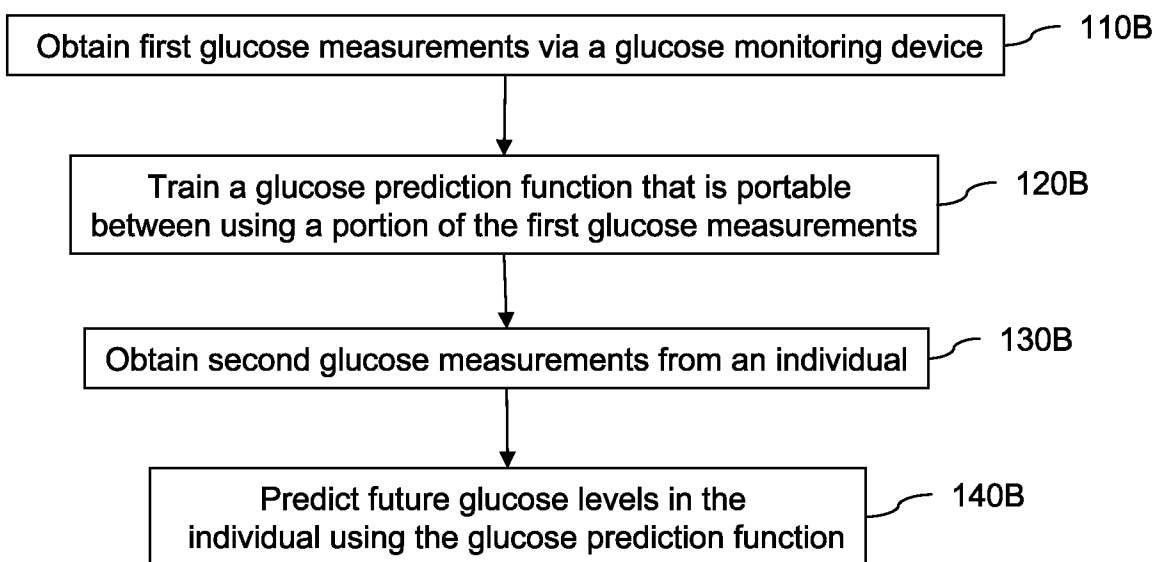 110B
Obtain first glucose measurements via a glucose monitoring device
120B
Train a glucose prediction function that is portable
between using a portion of the first glucose measurements
130B
Obtain second glucose measurements from an individual
140B
Predict future glucose levels in the
individual using the glucose prediction function